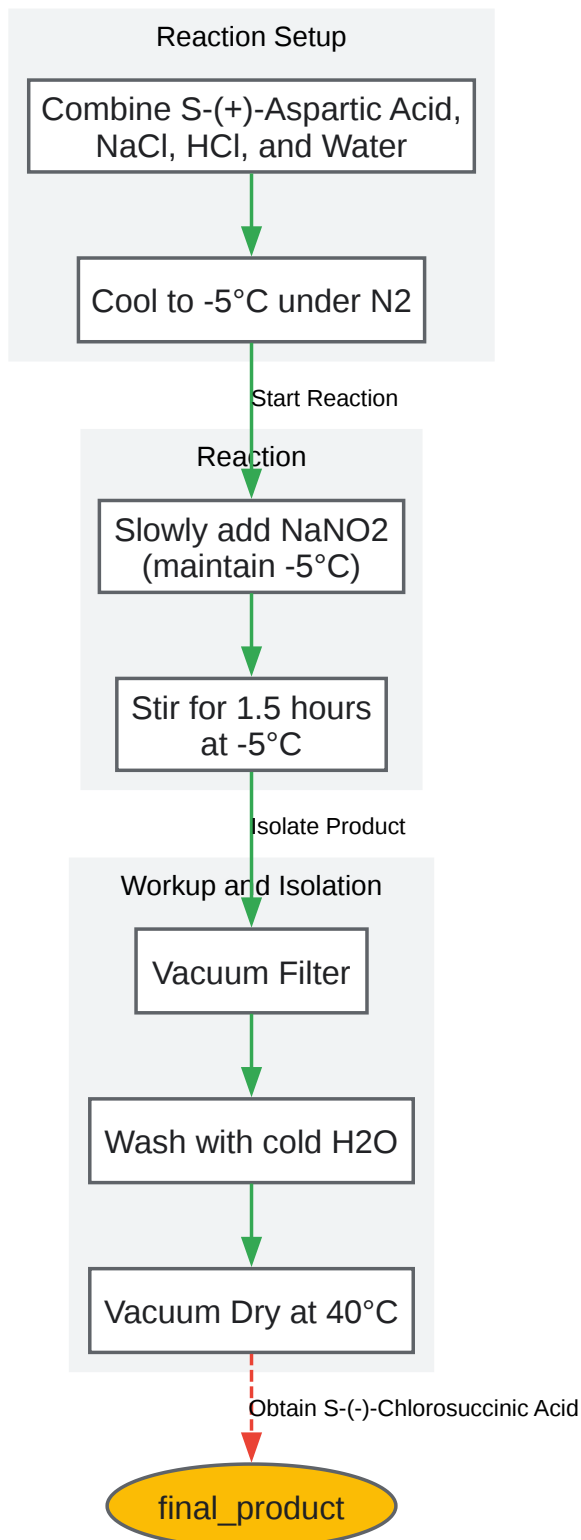 Reaction Setup
Combine S-(+)-Aspartic Acid,
NaCl, HCl, and Water
Cool to -5°C under N2
Start Reaction
Reaction
Slowly add NaNO2
(maintain -5°C)
Stir for 1.5 hours
at -5°C
Isolate Product
Workup and Isolation
Vacuum Filter
Wash with cold H2O
Vacuum Dry at 40°C
Obtain S-(-)-Chlorosuccinic Acid
final_product